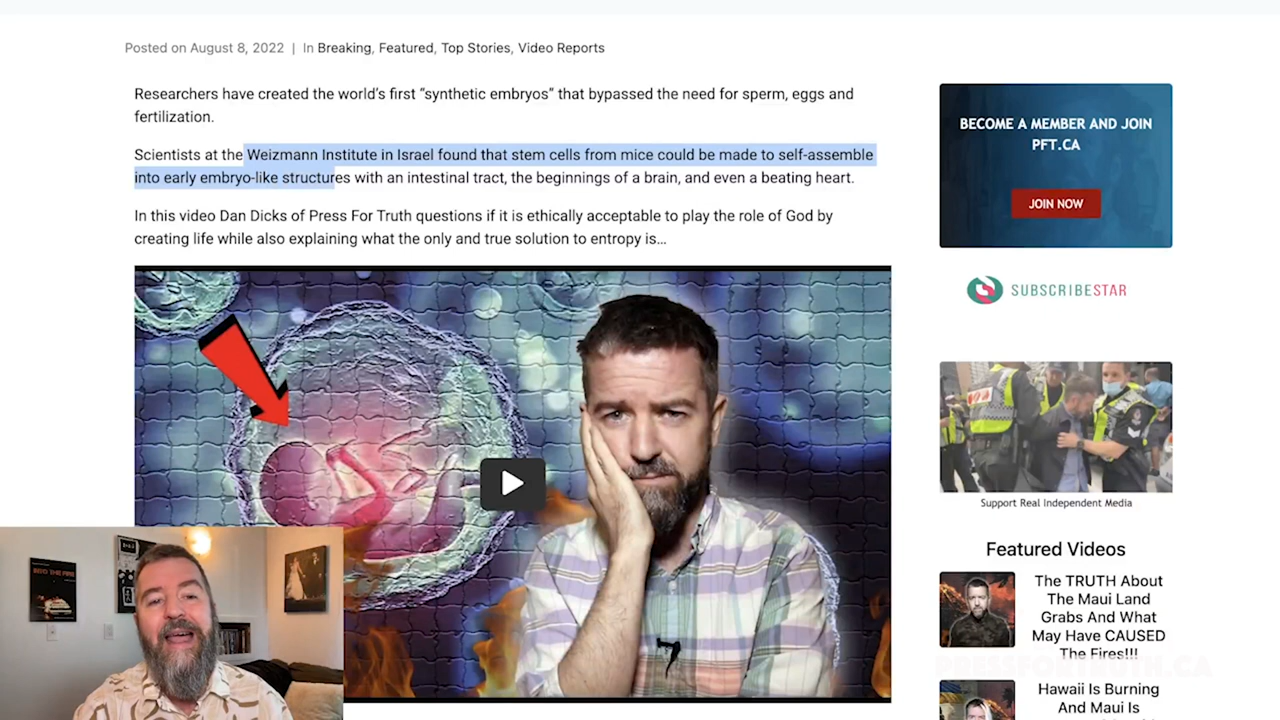 Posted on August 8, 2022 | In Breaking, Featured, Top Stories, Video Reports
Researchers have created the world's first “synthetic embryos” that bypassed the need for sperm, eggs and
fertilization.
Scientists at the Weizmann Institute in Israel found that stem cells from mice could be made to self-assemble
into early embryo-like structures with an intestinal tract, the beginnings of a brain, and even a beating heart.
In this video Dan Dicks of Press For Truth questions if it is ethically acceptable to play the role of God by
creating life while also explaining what the only and true solution to entropy is...
BECOME A MEMBER AND JOIN
PFT.CA
JOIN NOW
SUBSCRIBESTAR
Support Real Independent Media
Featured Videos
The TRUTH About
The Maui Land
Grabs And What
May Have CAUSED
The Fires!!!
PRESSFORTRUTH.CA
Hawaii Is Burning
And Maui Is